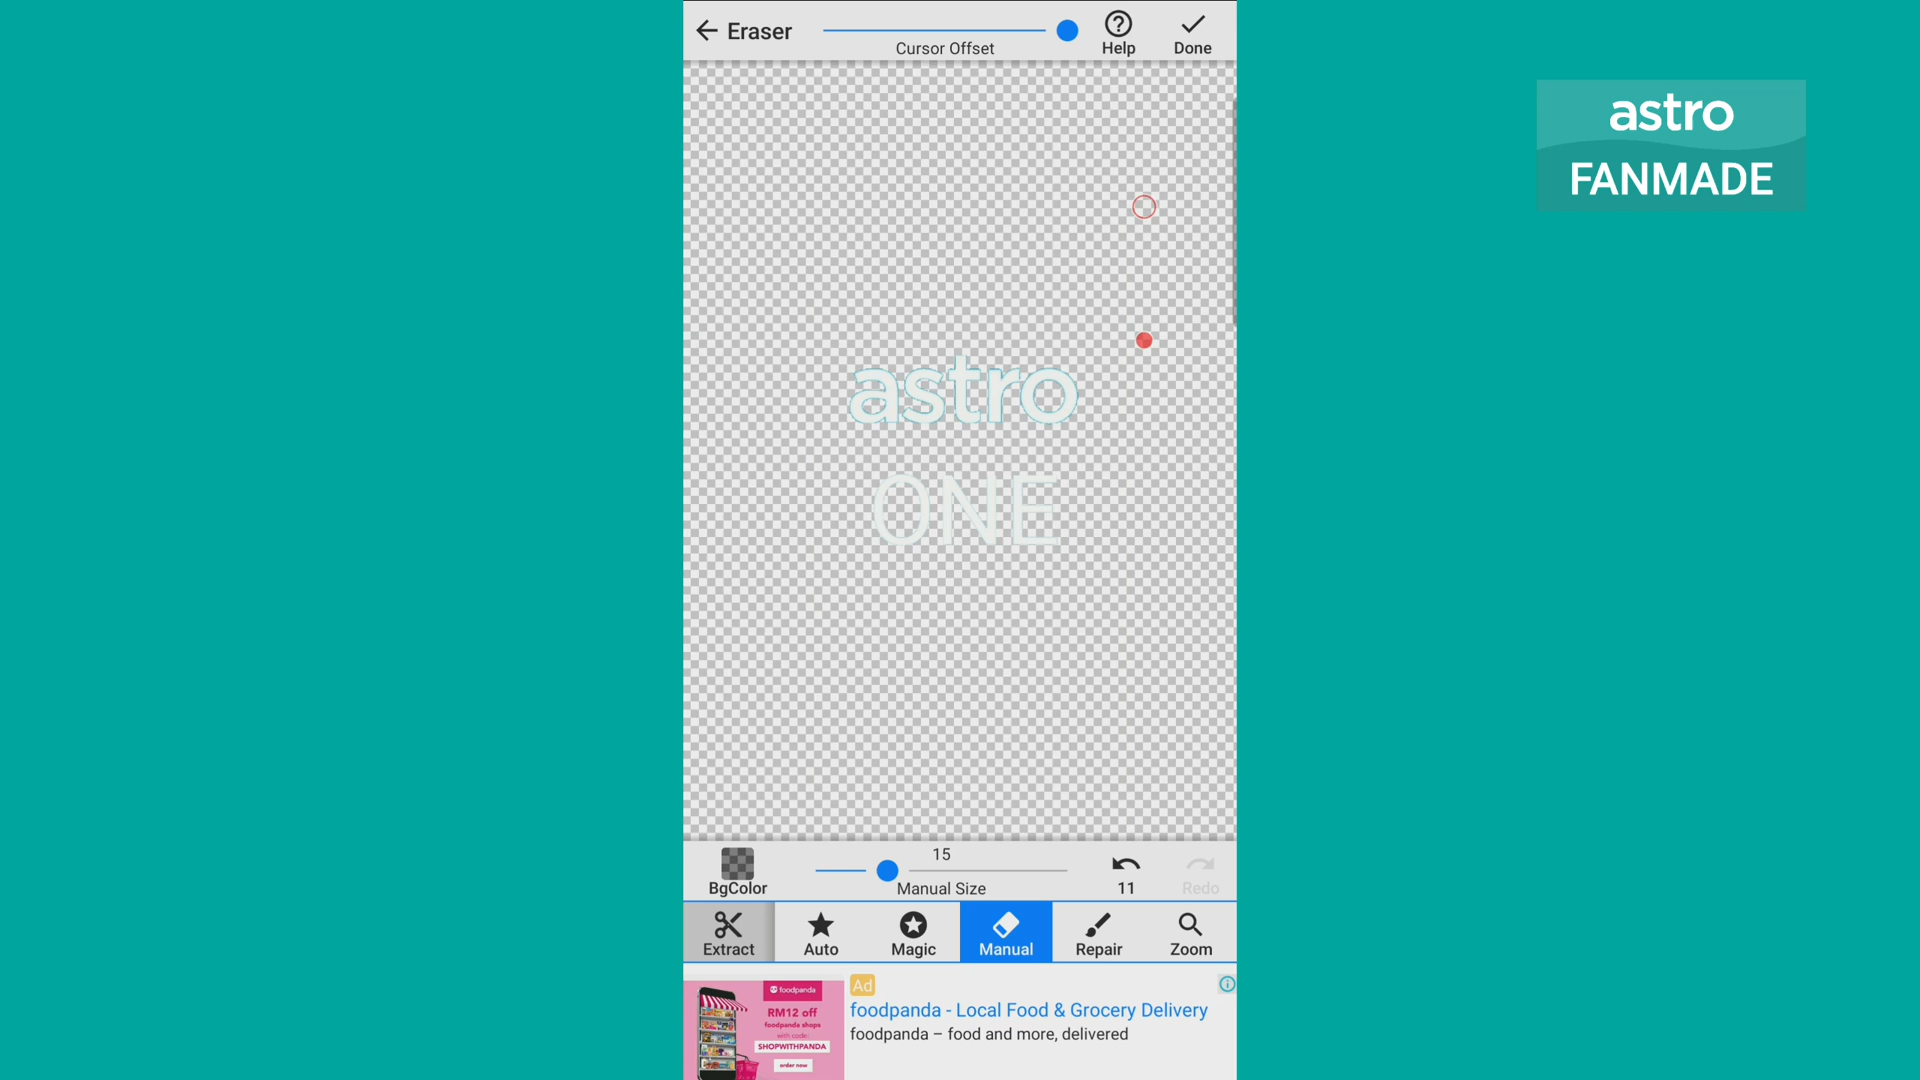 Eraser
Cursor Offset
Help
Done
astro
FANMADE
astro
ONE
BgColor
15
Manual Size
11
Redo
Extract
Auto
Magic
Manual
Repair
Zoom
foodpanda
RM12 off
foodpanda shops
with code:
SHOPWITHPANDA
order now
Ad
foodpanda - Local Food & Grocery Delivery
foodpanda – food and more, delivered